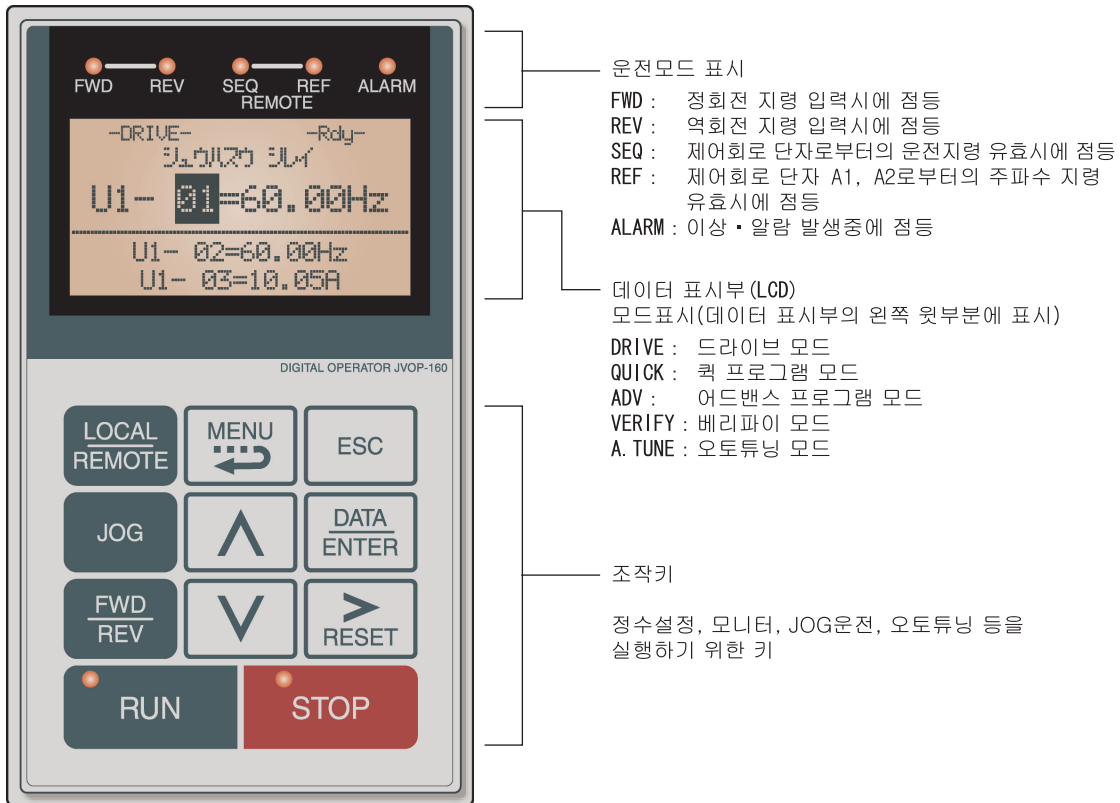 FWD REV SEQ REF ALARM
REMOTE
-DRIVE- -Rdy-
シュウハスウ シレイ
U1- 01=60.00Hz
U1- 02=60.00Hz
U1- 03=10.05A
DIGITAL OPERATOR JVOP-160
LOCAL
REMOTE
MENU
ESC
JOG
DATA
ENTER
FWD
REV
RESET
RUN
STOP
운전모드 표시
FWD : 정회전 지령 입력시에 점등
REV : 역회전 지령 입력시에 점등
SEQ : 제어회로 단자로부터의 운전지령 유효시에 점등
REF : 제어회로 단자 A1, A2로부터의 주파수 지령
유효시에 점등
ALARM : 이상・알람 발생중에 점등
데이터 표시부(LCD)
모드표시(데이터 표시부의 왼쪽 윗부분에 표시)
DRIVE : 드라이브 모드
QUICK : 퀵 프로그램 모드
ADV : 어드밴스 프로그램 모드
VERIFY : 베리파이 모드
A.TUNE : 오토튜닝 모드
조작키
정수설정, 모니터, JOG운전, 오토튜닝 등을
실행하기 위한 키